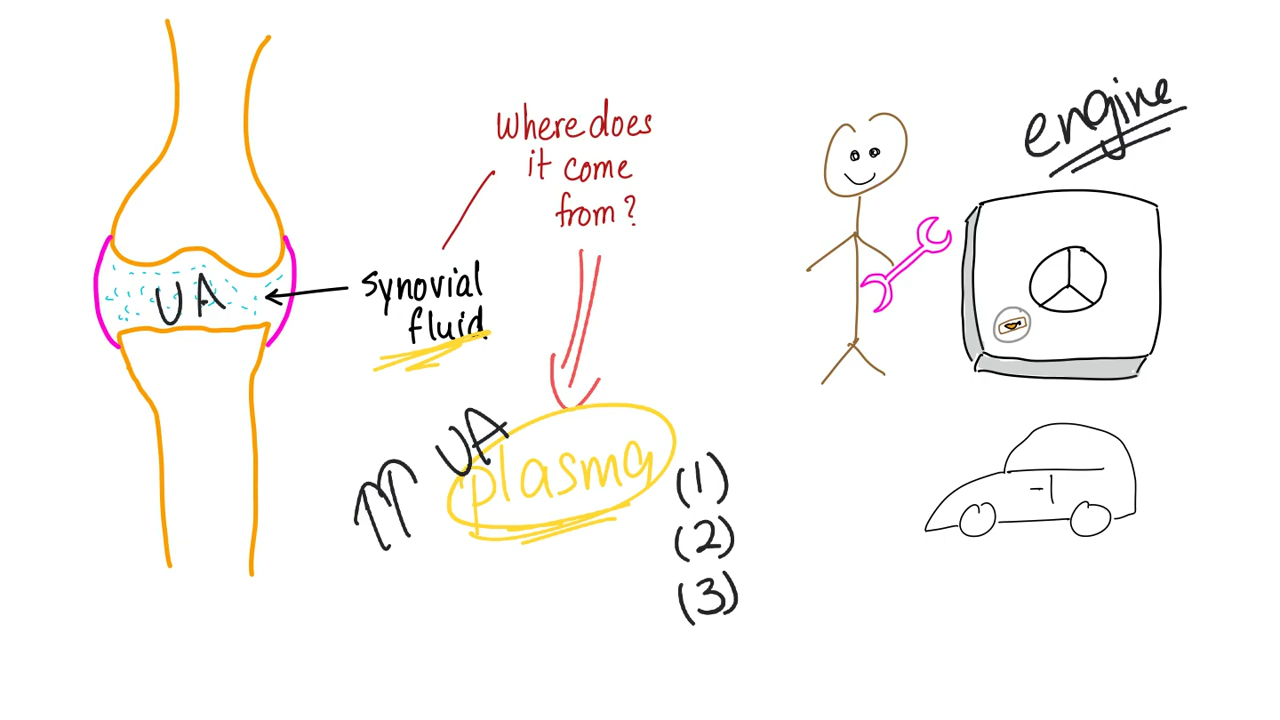 engine
Where does
it come
from?
UA
synovial
fluid
↑↑ UA
plasma
(1)
(2)
(3)